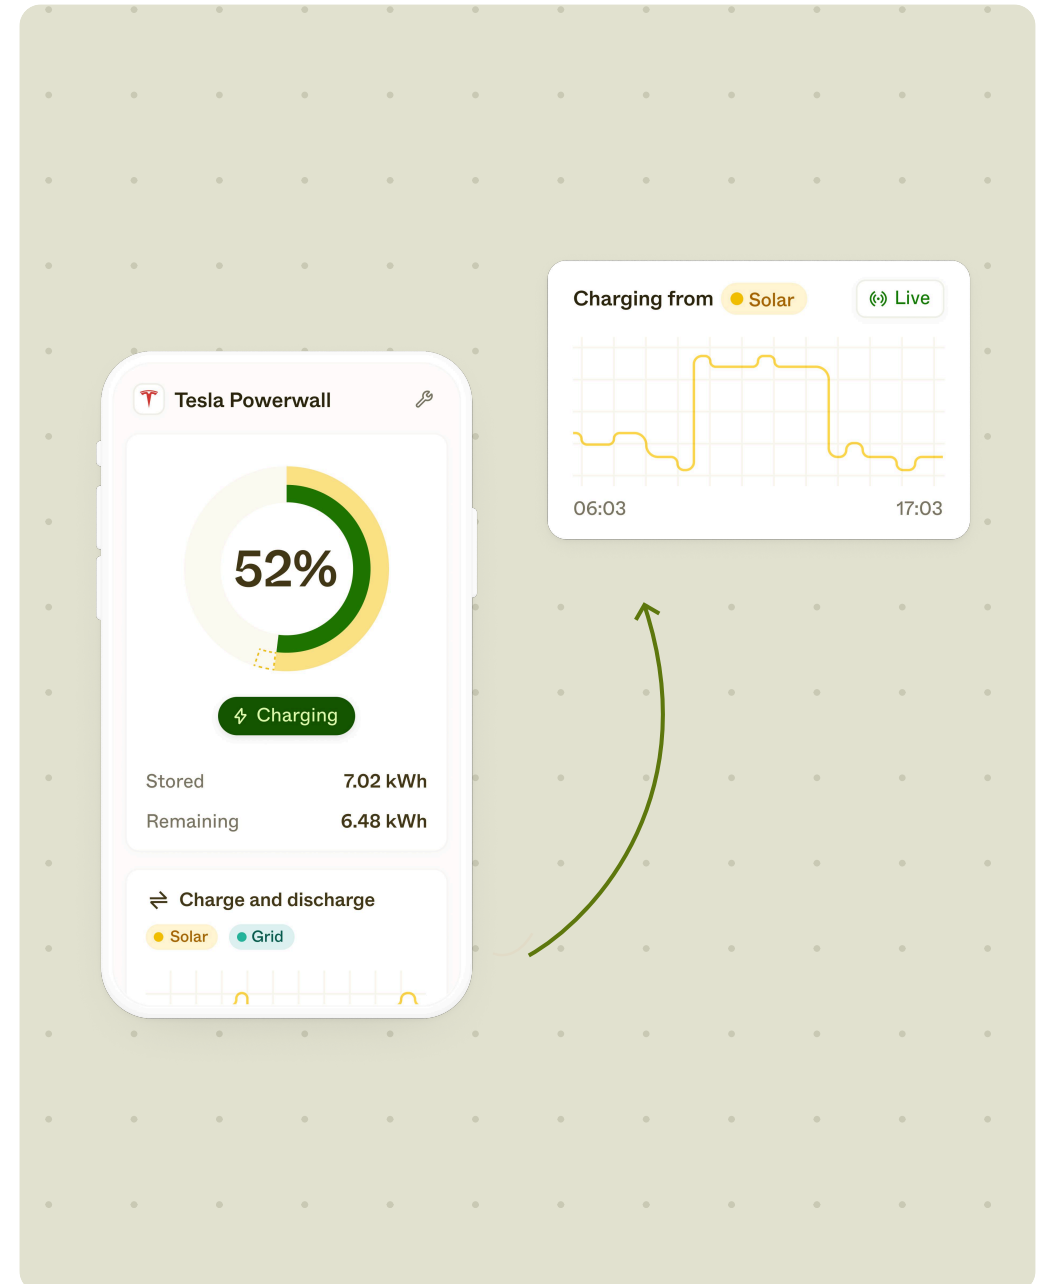 Charging from Solar Live
06:03 17:03
Tesla Powerwall
52%
Charging
Stored 7.02 kWh
Remaining 6.48 kWh
Charge and discharge
Solar Grid